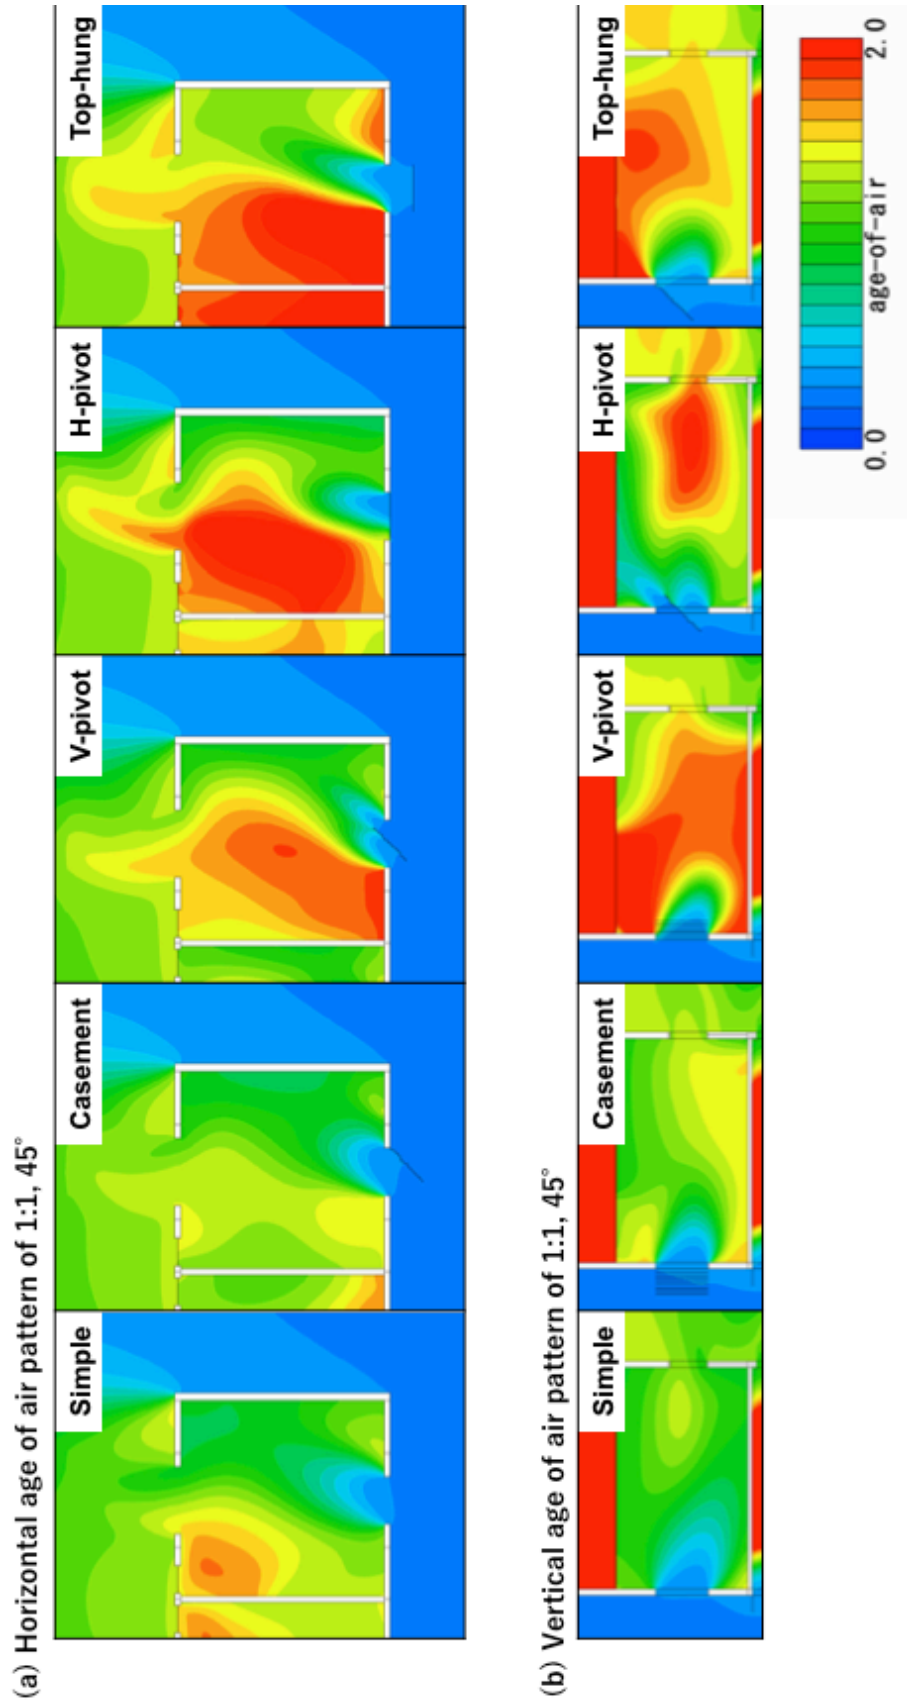 (a) Horizontal age of air pattern of 1:1, 45°
Simple
Casement
V-pivot
H-pivot
Top-hung
(b) Vertical age of air pattern of 1:1, 45°
Simple
Casement
V-pivot
H-pivot
Top-hung
0.0
age-of-air
2.0